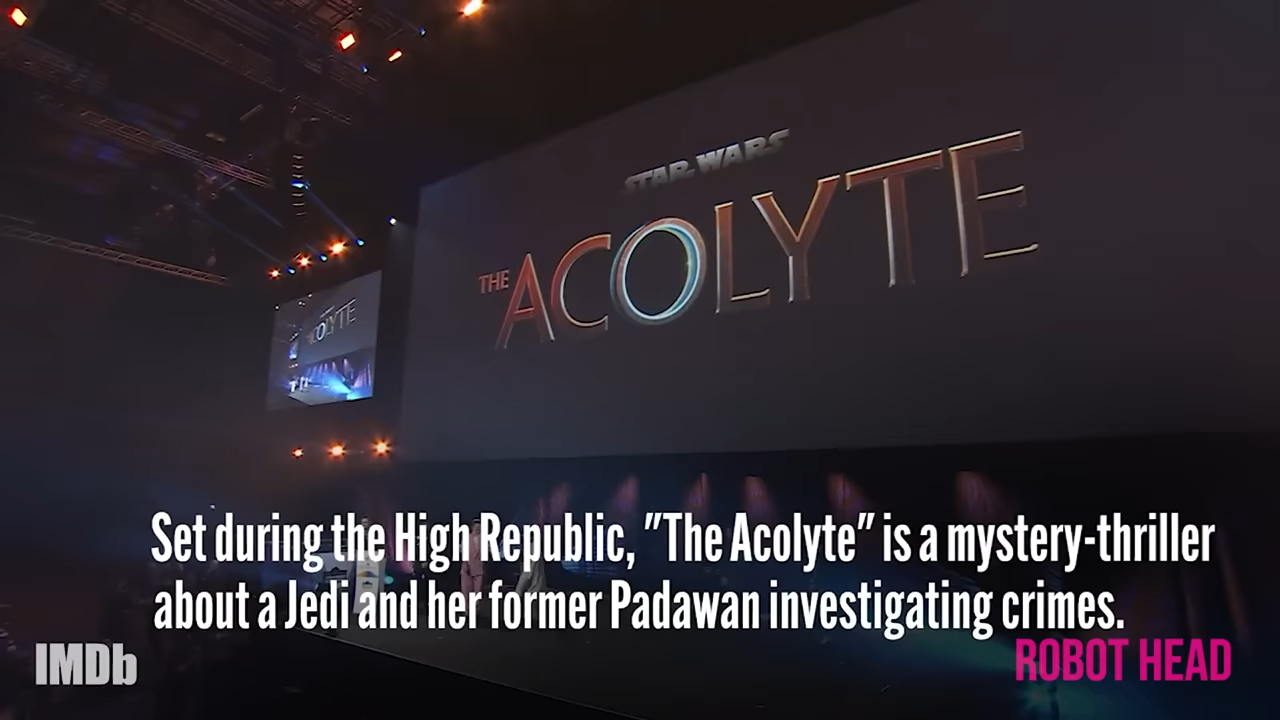 STAR WARS
THE ACOLYTE
ACOLYTE
Set during the High Republic, "The Acolyte" is a mystery-thriller
about a Jedi and her former Padawan investigating crimes.
IMDb
ROBOT HEAD